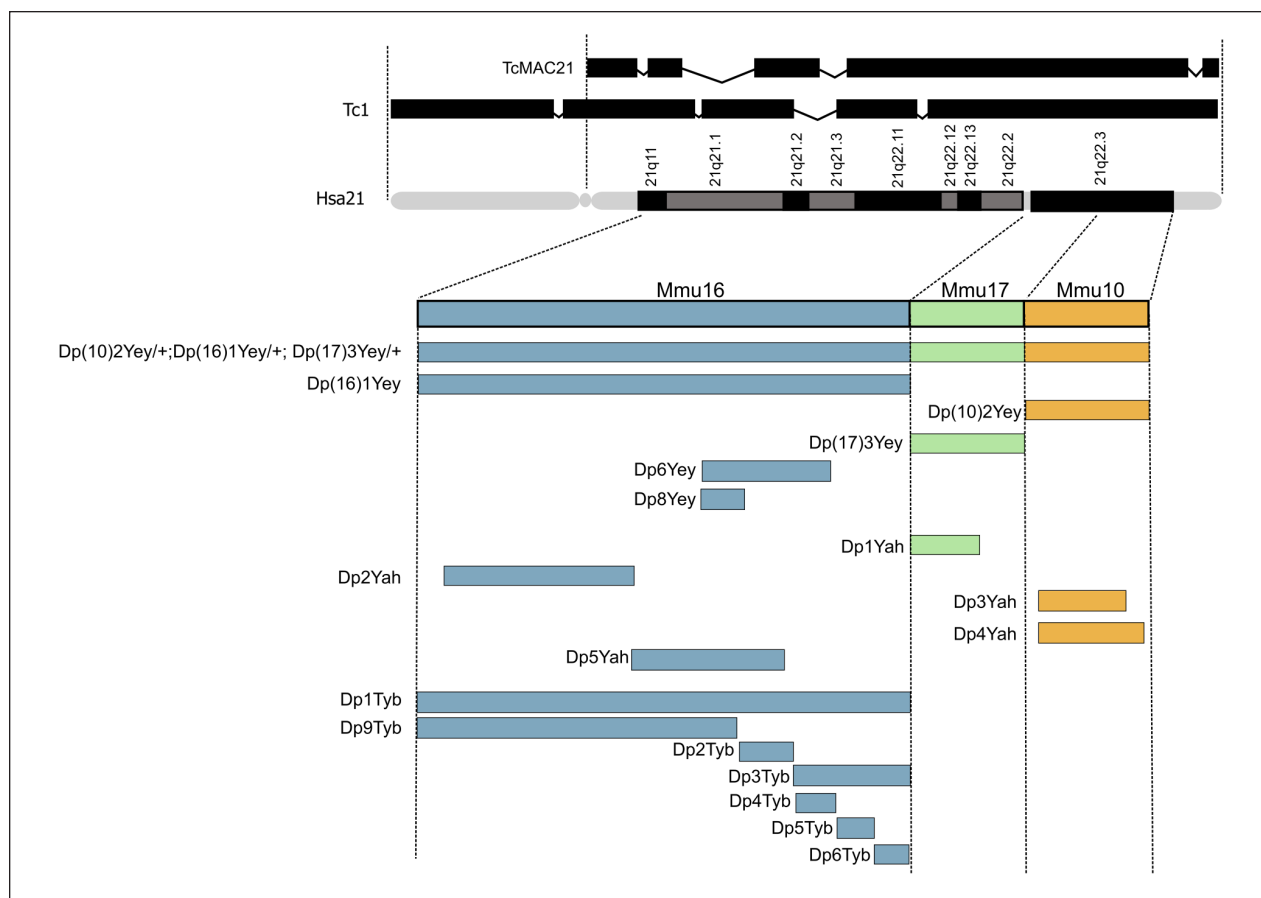 TcMAC21
Tc1
21q11
21q21.1
21q21.2
21q21.3
21q22.11
21q22.12
21q22.13
21q22.2
21q22.3
Hsa21
Mmu16
Mmu17
Mmu10
Dp(10)2Yey/+;Dp(16)1Yey/+; Dp(17)3Yey/+
Dp(16)1Yey
Dp(10)2Yey
Dp(17)3Yey
Dp6Yey
Dp8Yey
Dp1Yah
Dp2Yah
Dp3Yah
Dp4Yah
Dp5Yah
Dp1Tyb
Dp9Tyb
Dp2Tyb
Dp3Tyb
Dp4Tyb
Dp5Tyb
Dp6Tyb